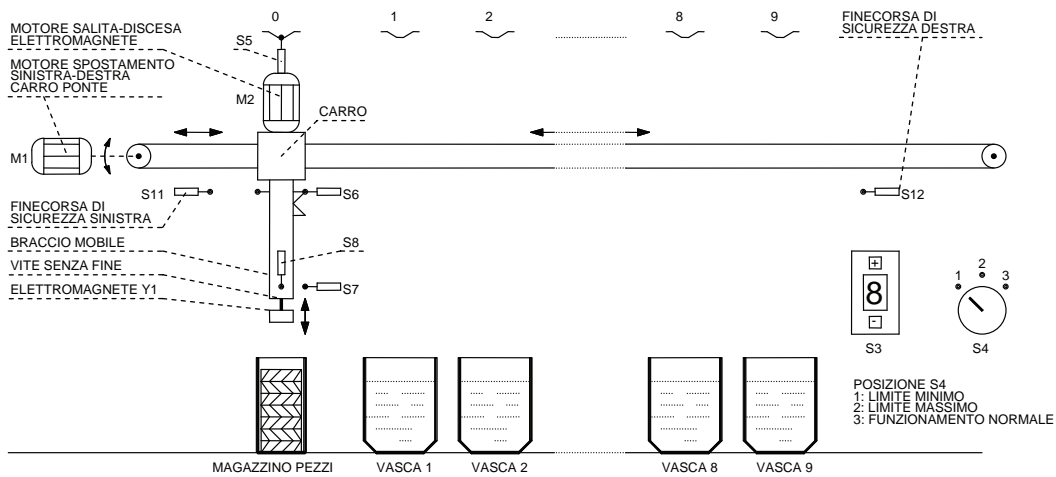 0 1 2 8 9
MOTORE SALITA-DISCESA
ELETTROMAGNETE
S5
FINECORSA DI
SICUREZZA DESTRA
MOTORE SPOSTAMENTO
SINISTRA-DESTRA
CARRO PONTE
M2
CARRO
M1
S11
S6
S12
FINECORSA DI
SICUREZZA SINISTRA
BRACCIO MOBILE
S8
VITE SENZA FINE
ELETTROMAGNETE Y1
S7
+
8
-
S3
1 2 3
S4
POSIZIONE S4
1: LIMITE MINIMO
2: LIMITE MASSIMO
3: FUNZIONAMENTO NORMALE
MAGAZZINO PEZZI
VASCA 1
VASCA 2
VASCA 8
VASCA 9